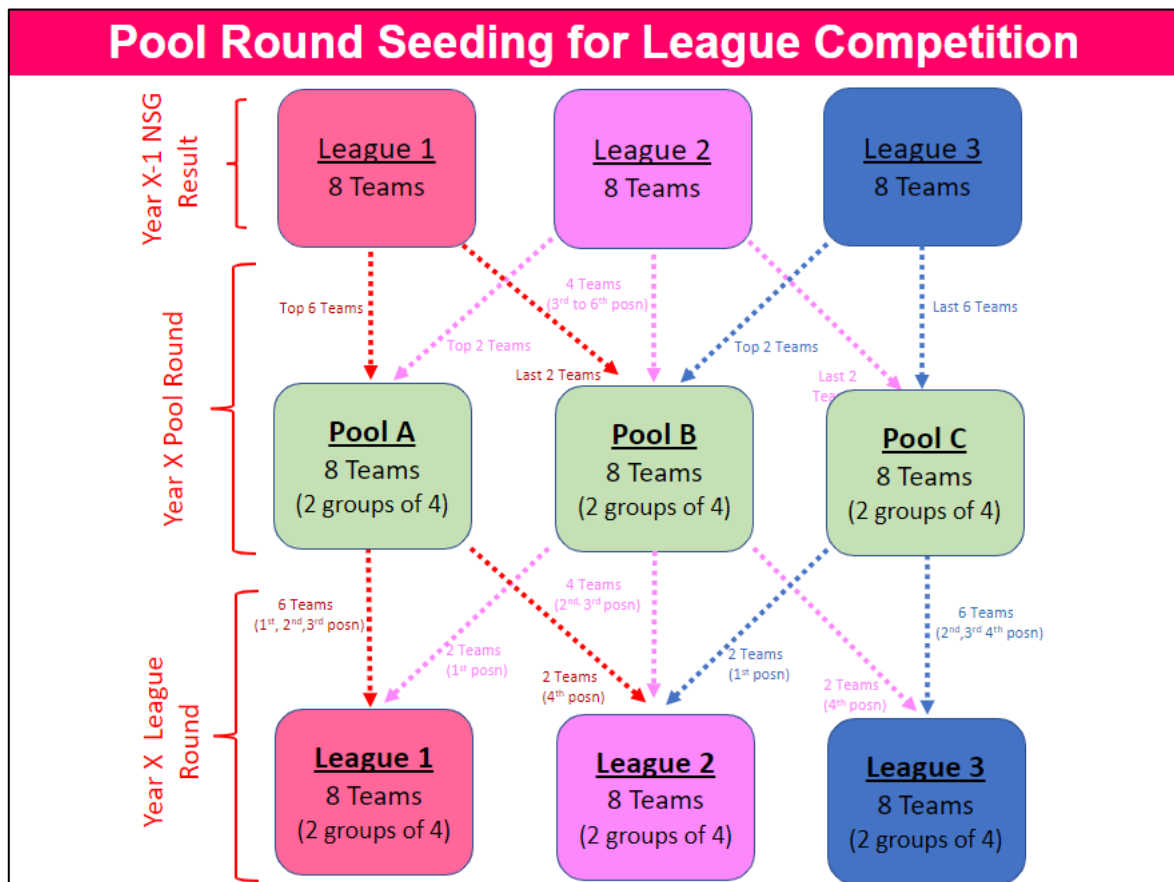 Pool Round Seeding for League Competition
Year X-1 NSG
Result
League 1
8 Teams
League 2
8 Teams
League 3
8 Teams
Year X Pool Round
Top 6 Teams
Top 2 Teams
4 Teams
(3rd to 6th posn)
Last 2 Teams
Top 2 Teams
Last 2
Last 6 Teams
Pool A
8 Teams
(2 groups of 4)
Pool B
8 Teams
(2 groups of 4)
Pool C
8 Teams
(2 groups of 4)
Year X League
Round
6 Teams
(1st, 2nd,3rd posn)
2 Teams
(1st posn)
4 Teams
(2nd, 3rd posn)
2 Teams
(4th posn)
2 Teams
(1st posn)
2 Teams
(4th posn)
6 Teams
(2nd,3rd 4th posn)
League 1
8 Teams
(2 groups of 4)
League 2
8 Teams
(2 groups of 4)
League 3
8 Teams
(2 groups of 4)